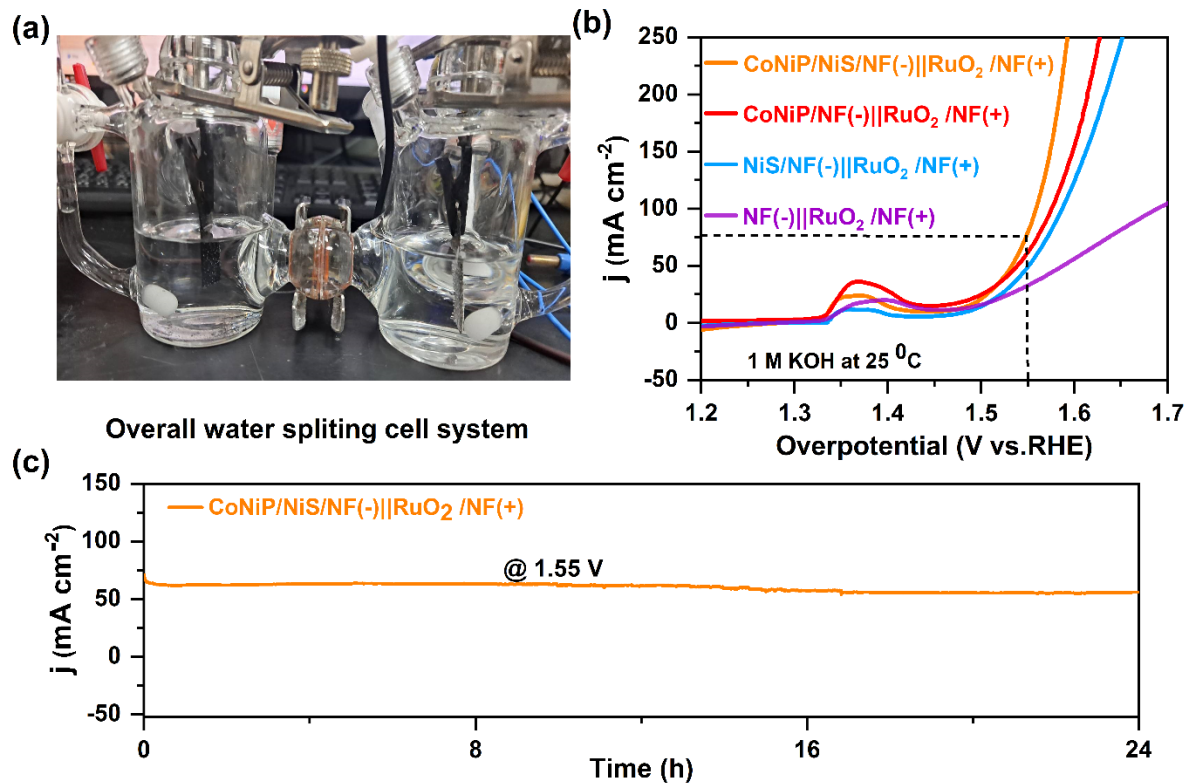 (a)
Overall water spliting cell system
(b)
250
200
150
100
50
0
-50
j (mA cm⁻²)
CoNiP/NiS/NF(-)||RuO₂ /NF(+)
CoNiP/NF(-)||RuO₂ /NF(+)
NiS/NF(-)||RuO₂ /NF(+)
NF(-)||RuO₂ /NF(+)
1 M KOH at 25 ⁰C
1.2 1.3 1.4 1.5 1.6 1.7
Overpotential (V vs.RHE)
(c)
150
100
50
0
-50
j (mA cm⁻²)
CoNiP/NiS/NF(-)||RuO₂ /NF(+)
@ 1.55 V
0 8 16 24
Time (h)